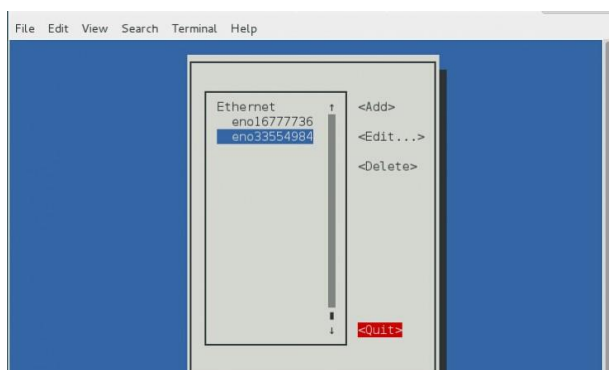 File Edit View Search Terminal Help
Ethernet ↑ <Add>
eno16777736
eno33554984 <Edit...>
<Delete>
↓ <Quit>